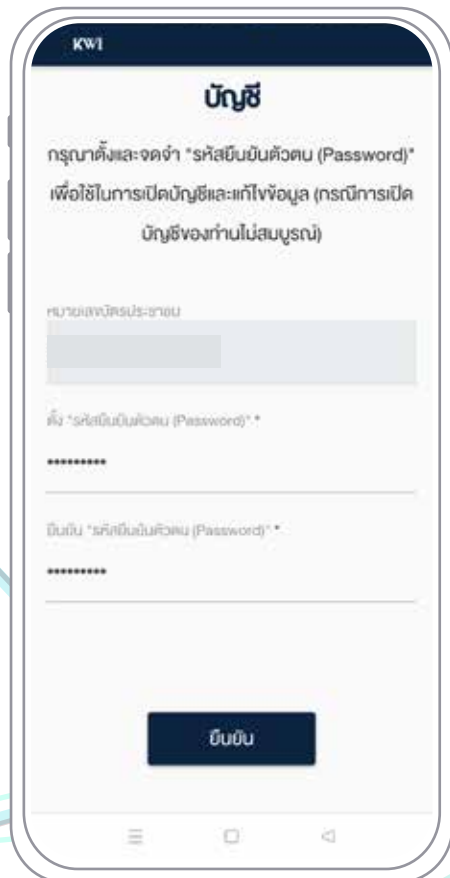 KWI
บัญชี
กรุณาตั้งและจดจำ "รหัสยืนยันตัวตน (Password)"
เพื่อใช้ในการเปิดบัญชีและแก้ไขข้อมูล (กรณีการเปิด
บัญชีของท่านไม่สมบูรณ์)
หมายเลขบัตรประชาชน
ตั้ง "รหัสยืนยันตัวตน (Password)" *
•••••••••
ยืนยัน "รหัสยืนยันตัวตน (Password)" *
•••••••••
ยืนยัน